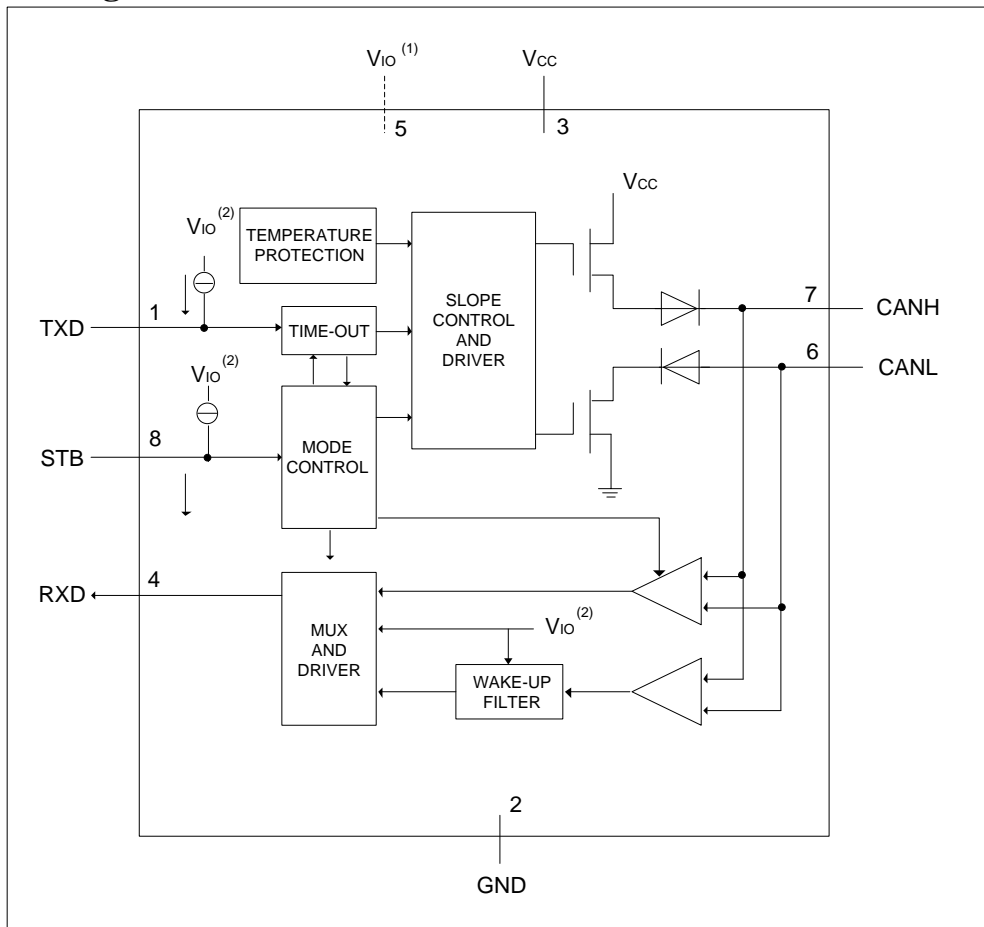 VIO (1)
VCC
5
3
VCC
VIO (2)
TEMPERATURE
PROTECTION
SLOPE
CONTROL
AND
DRIVER
1
TXD
TIME-OUT
7
CANH
6
CANL
VIO (2)
8
STB
MODE
CONTROL
4
RXD
MUX
AND
DRIVER
VIO (2)
WAKE-UP
FILTER
2
GND